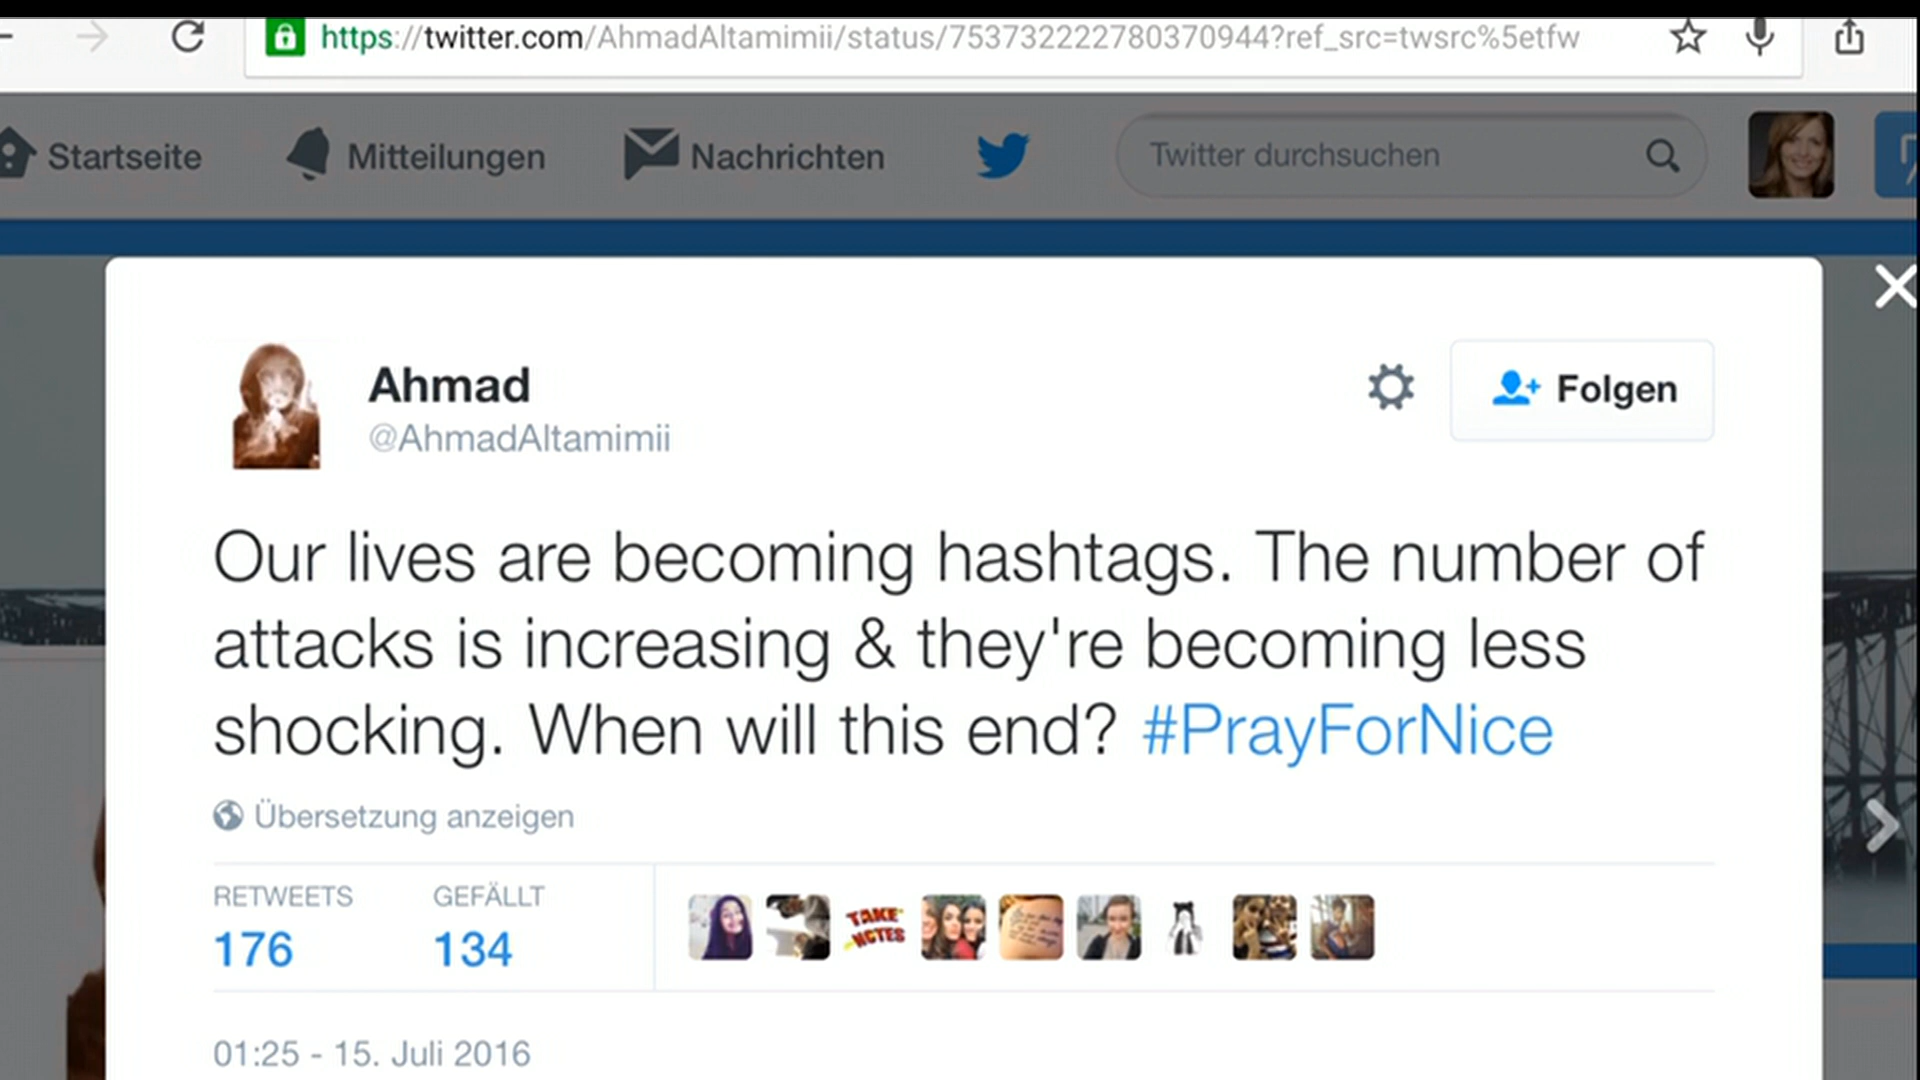 https://twitter.com/AhmadAltamimii/status/753732222780370944?ref_src=twsrc%5etfw
Startseite Mitteilungen Nachrichten Twitter durchsuchen
Ahmad
@AhmadAltamimii
Folgen
Our lives are becoming hashtags. The number of
attacks is increasing & they're becoming less
shocking. When will this end? #PrayForNice
Übersetzung anzeigen
RETWEETS GEFÄLLT
176 134
TAKE
NOTES
01:25 - 15. Juli 2016